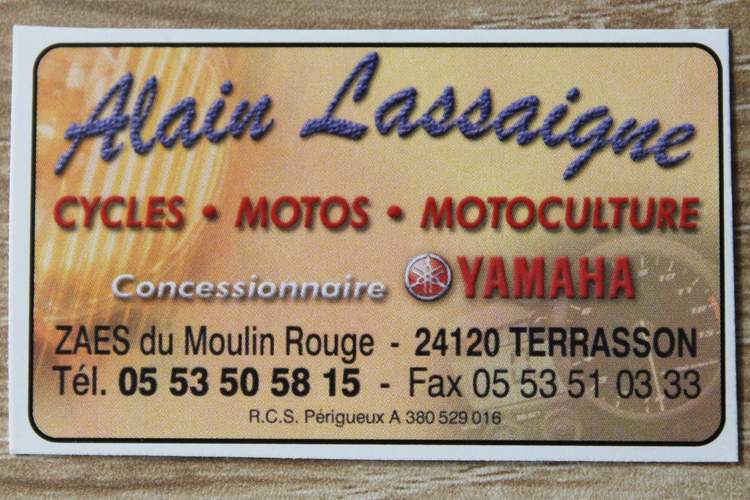 Alain Lassaigne
CYCLES • MOTOS • MOTOCULTURE
Concessionnaire YAMAHA
ZAES du Moulin Rouge - 24120 TERRASSON
Tél. 05 53 50 58 15 - Fax 05 53 51 03 33
R.C.S. Périgueux A 380 529 016